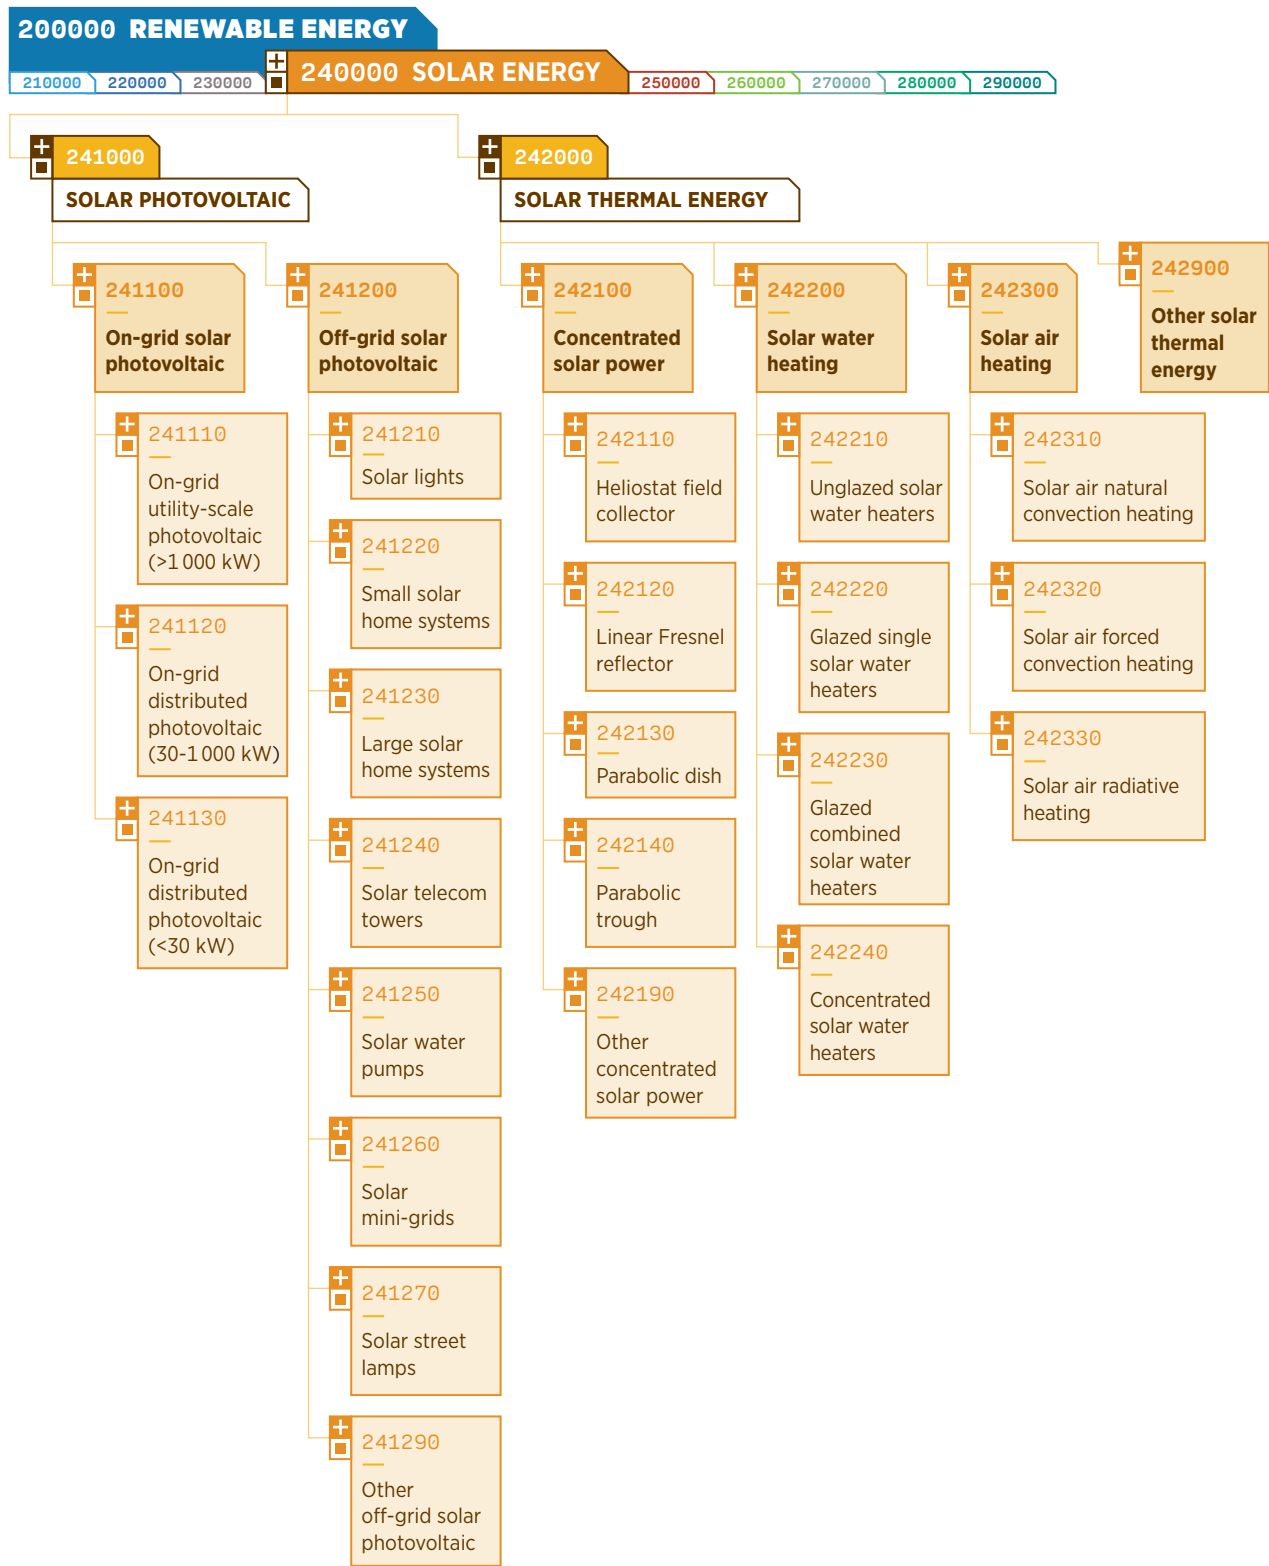 200000 RENEWABLE ENERGY
210000 220000 230000 240000 SOLAR ENERGY 250000 260000 270000 280000 290000
241000
SOLAR PHOTOVOLTAIC
241100
On-grid solar
photovoltaic
241110
On-grid
utility-scale
photovoltaic
(>1 000 kW)
241120
On-grid
distributed
photovoltaic
(30-1 000 kW)
241130
On-grid
distributed
photovoltaic
(<30 kW)
241200
Off-grid solar
photovoltaic
241210
Solar lights
241220
Small solar
home systems
241230
Large solar
home systems
241240
Solar telecom
towers
241250
Solar water
pumps
241260
Solar
mini-grids
241270
Solar street
lamps
241290
Other
off-grid solar
photovoltaic
242000
SOLAR THERMAL ENERGY
242100
Concentrated
solar power
242110
Heliostat field
collector
242120
Linear Fresnel
reflector
242130
Parabolic dish
242140
Parabolic
trough
242190
Other
concentrated
solar power
242200
Solar water
heating
242210
Unglazed solar
water heaters
242220
Glazed single
solar water
heaters
242230
Glazed
combined
solar water
heaters
242240
Concentrated
solar water
heaters
242300
Solar air
heating
242310
Solar air natural
convection heating
242320
Solar air forced
convection heating
242330
Solar air radiative
heating
242900
Other solar
thermal
energy